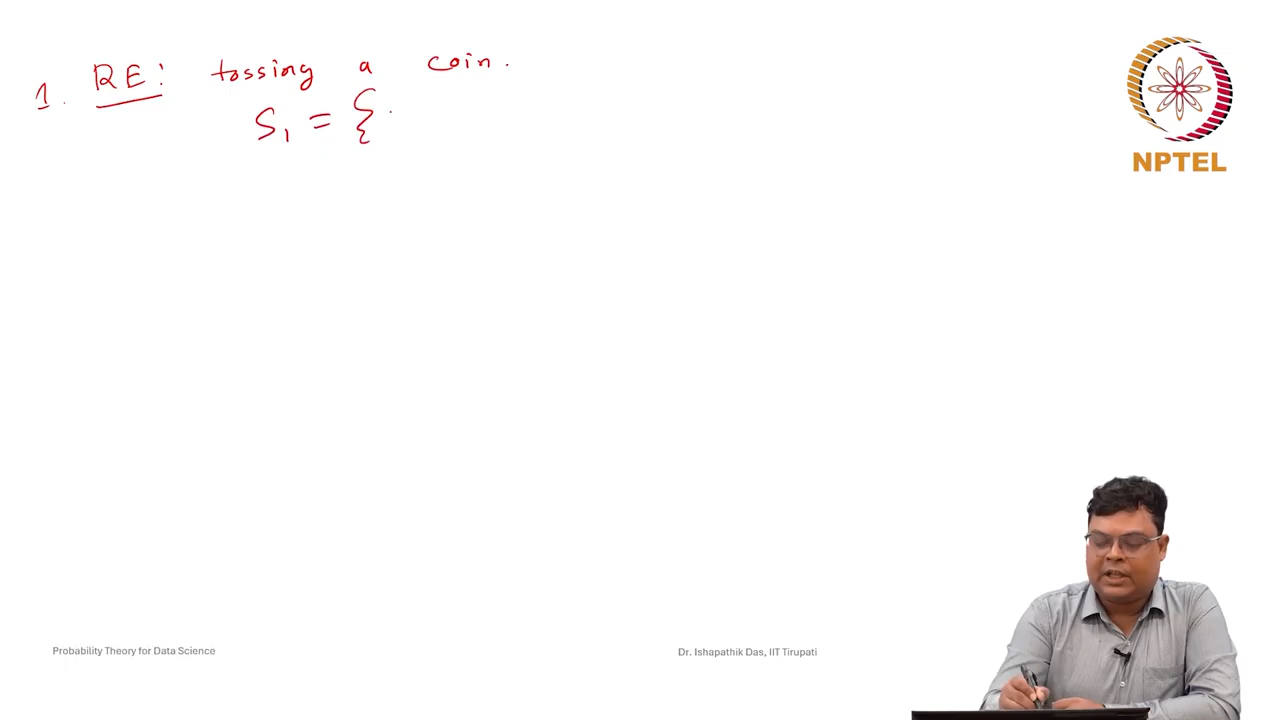 1. RE: tossing a coin.
S₁ = {
NPTEL
Probability Theory for Data Science
Dr. Ishapathik Das, IIT Tirupati